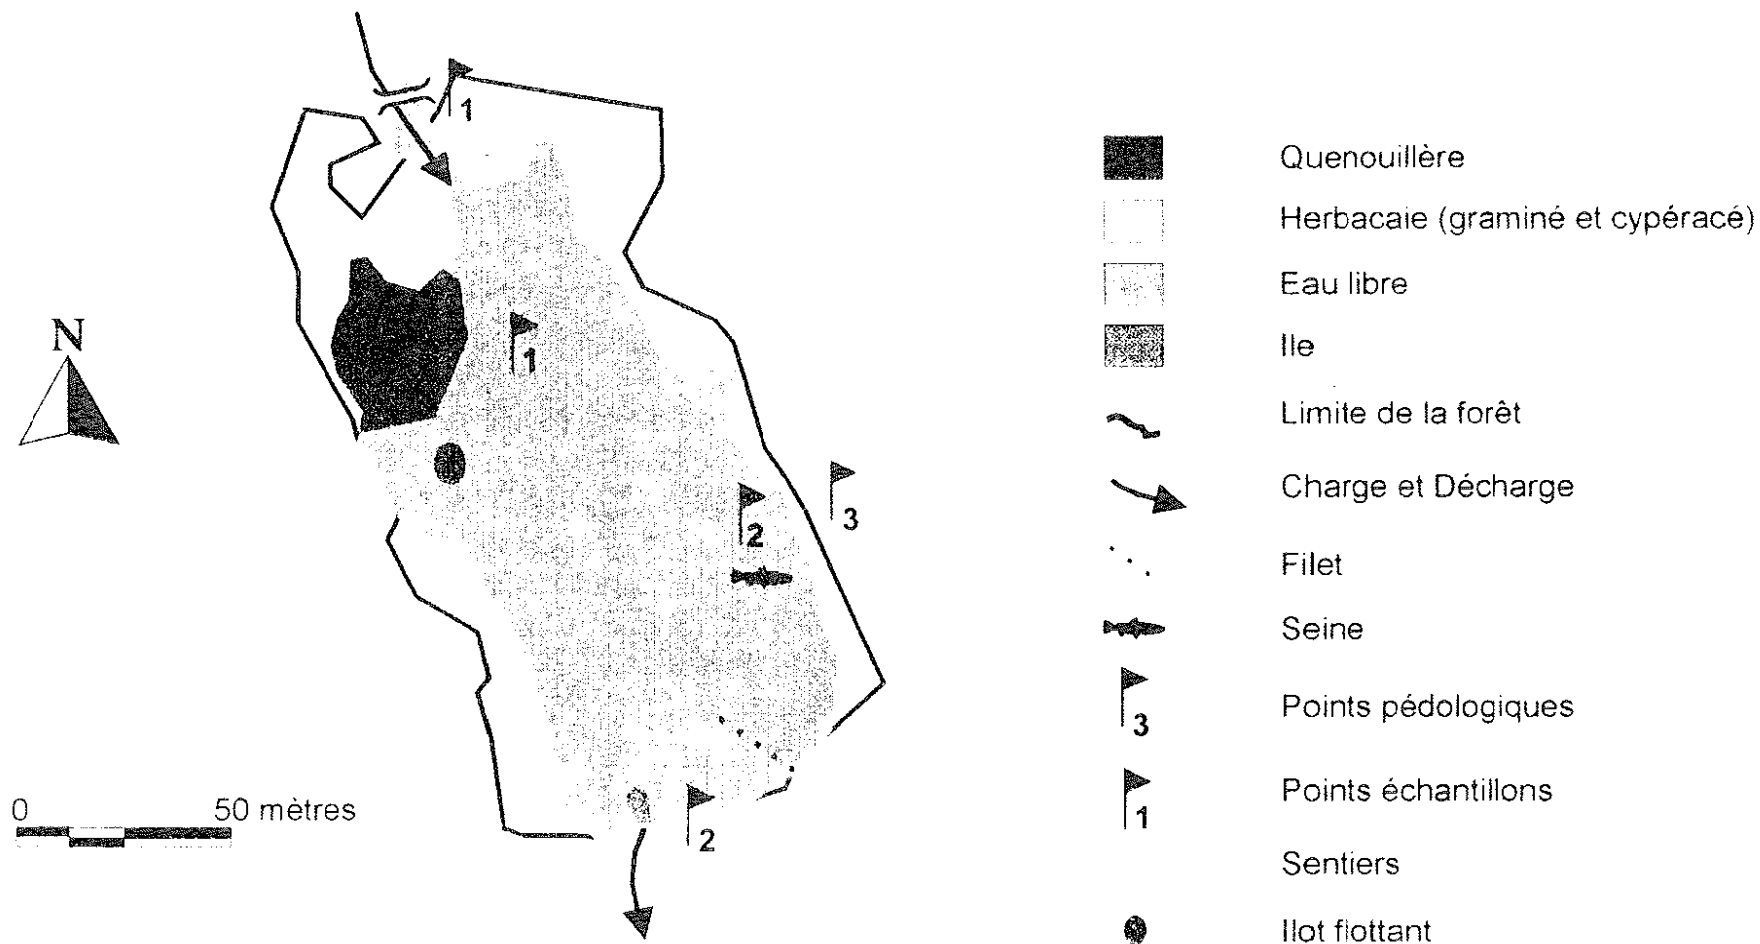 1
Quenouillère
Herbacaie (graminé et cypéracé)
Eau libre
N
Ile
1
Limite de la forêt
Charge et Décharge
3
2
Filet
Seine
Points pédologiques
3
0 50 mètres
Points échantillons
1
2
Sentiers
Ilot flottant